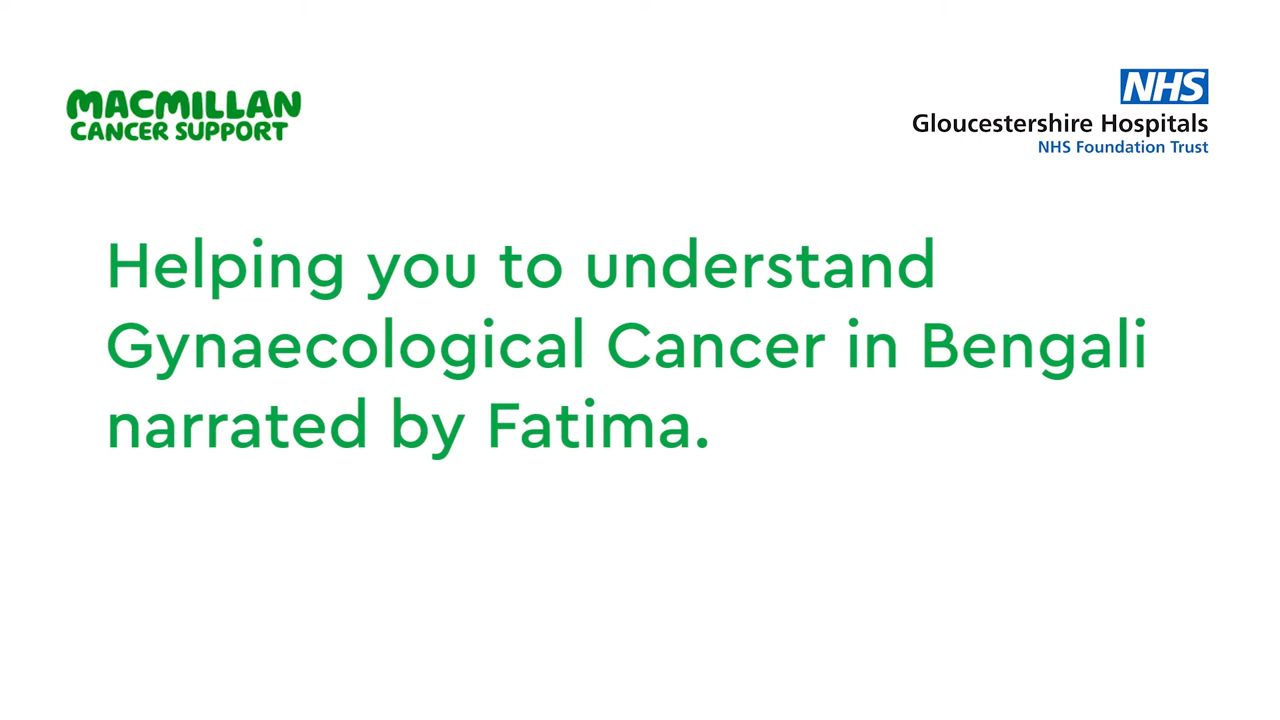 MACMILLAN
CANCER SUPPORT
NHS
Gloucestershire Hospitals
NHS Foundation Trust
Helping you to understand
Gynaecological Cancer in Bengali
narrated by Fatima.